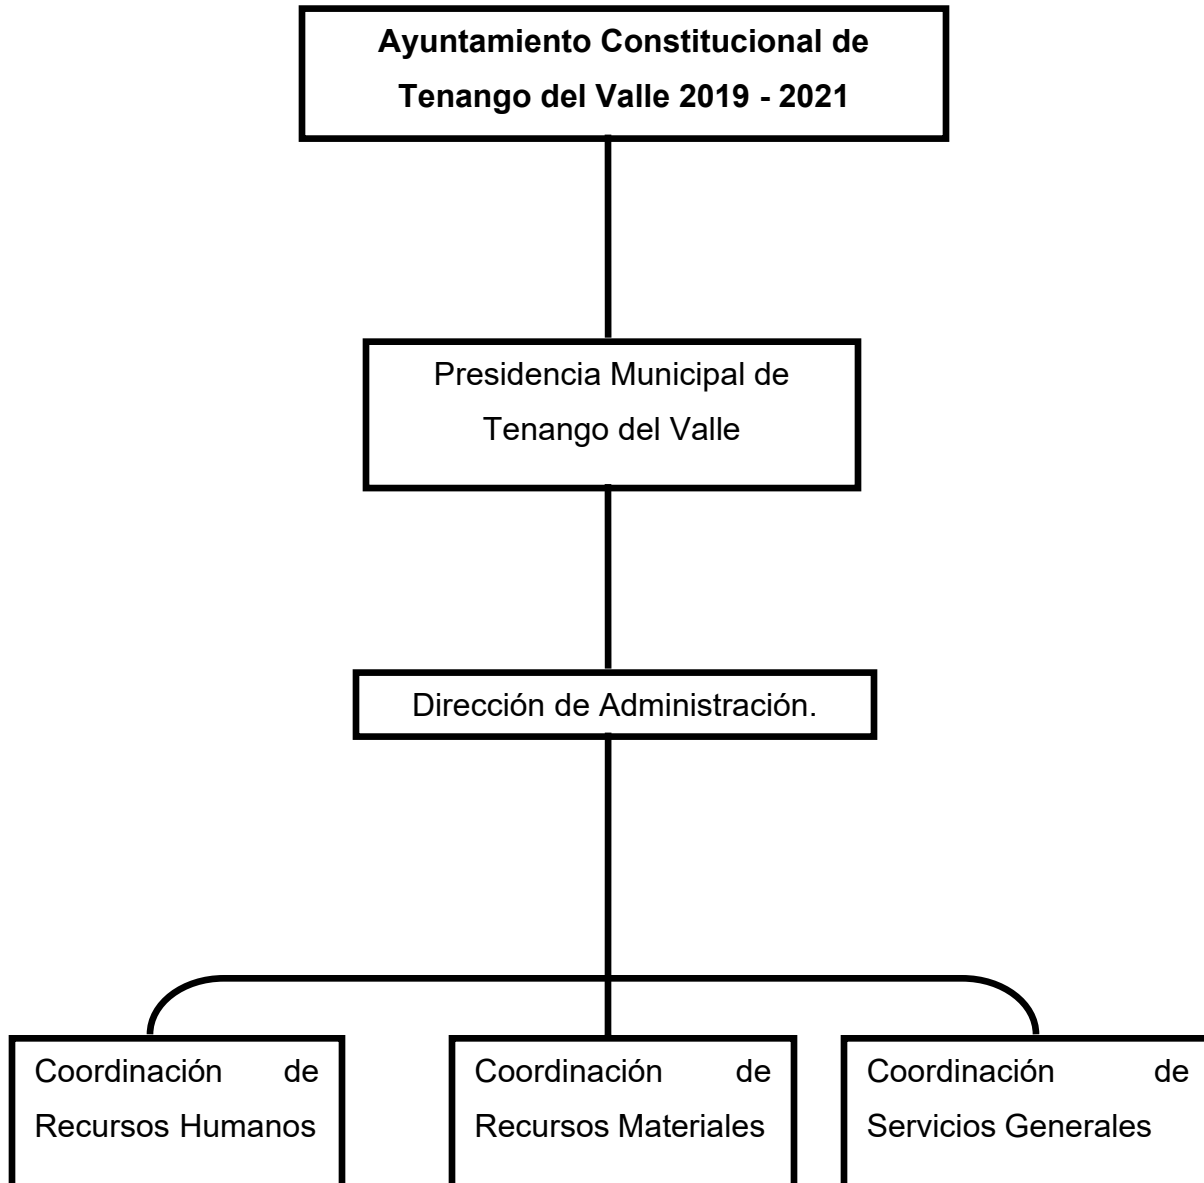 Ayuntamiento Constitucional de
Tenango del Valle 2019 - 2021
Presidencia Municipal de
Tenango del Valle
Dirección de Administración.
Coordinación de
Recursos Humanos
Coordinación de
Recursos Materiales
Coordinación de
Servicios Generales